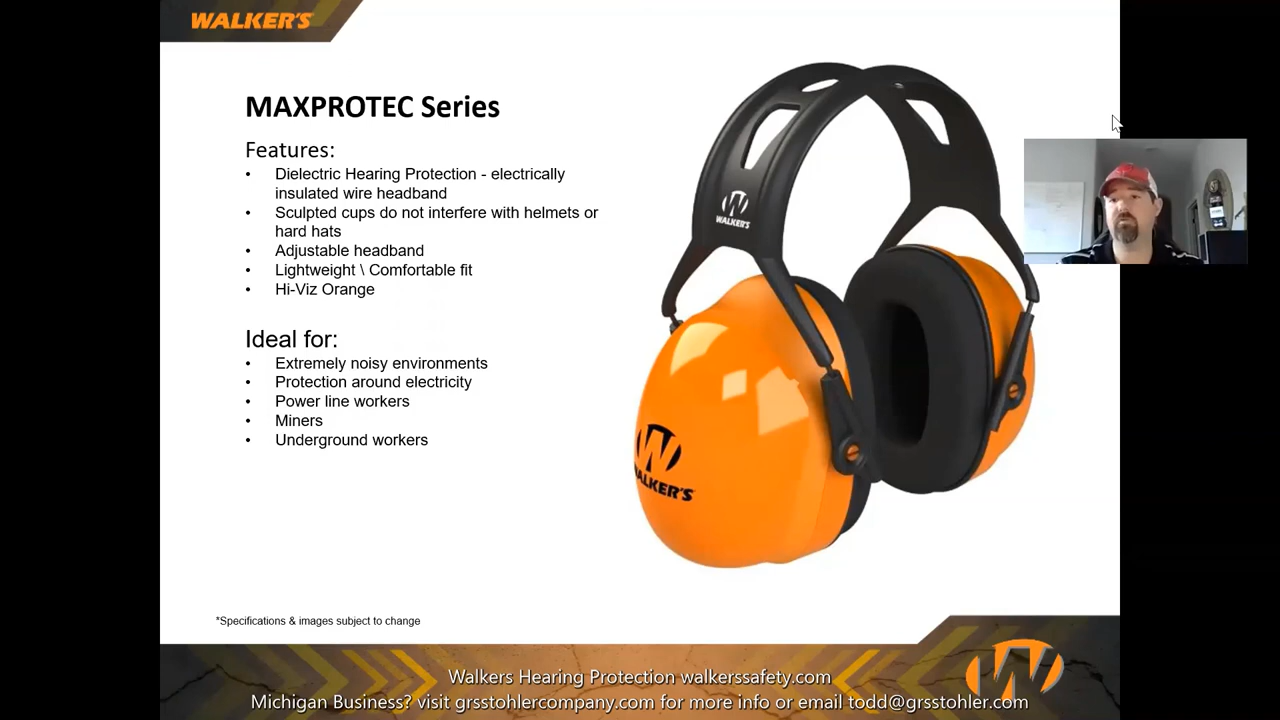 WALKER'S
MAXPROTEC Series
Features:
• Dielectric Hearing Protection - electrically
insulated wire headband
• Sculpted cups do not interfere with helmets or
hard hats
• Adjustable headband
• Lightweight \ Comfortable fit
• Hi-Viz Orange
Ideal for:
• Extremely noisy environments
• Protection around electricity
• Power line workers
• Miners
• Underground workers
W
WALKER'S
W
WALKER'S
*Specifications & images subject to change
W
Walkers Hearing Protection walkerssafety.com
Michigan Business? visit grsstohlercompany.com for more info or email todd@grsstohler.com